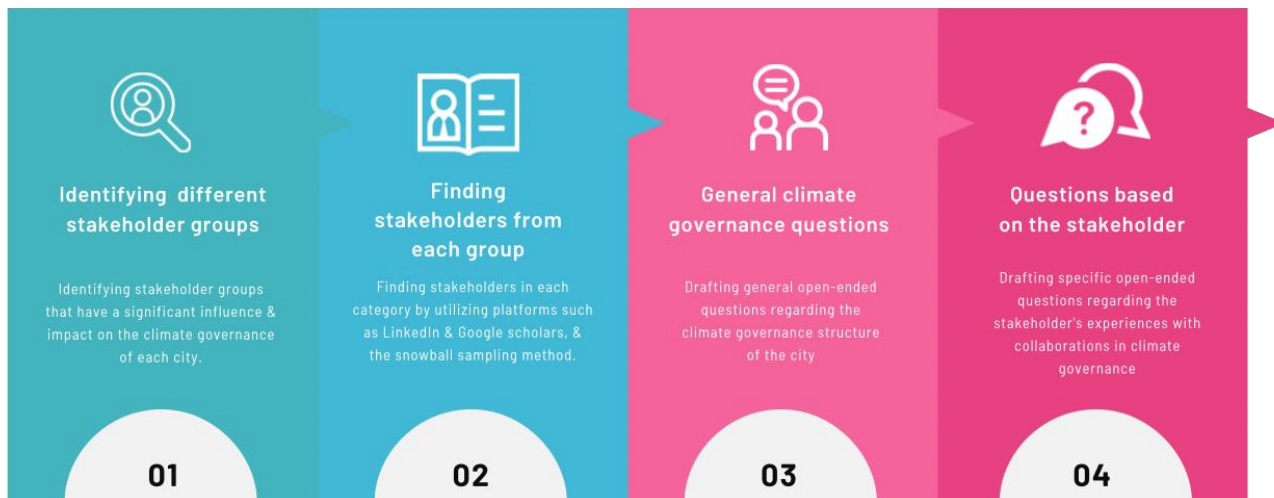 Identifying different
stakeholder groups
Identifying stakeholder groups
that have a significant influence &
impact on the climate governance
of each city.
01
Finding
stakeholders from
each group
Finding stakeholders in each
category by utilizing platforms such
as LinkedIn & Google scholars, &
the snowball sampling method.
02
General climate
governance questions
Drafting general open-ended
questions regarding the
climate governance structure
of the city
03
?
Questions based
on the stakeholder
Drafting specific open-ended
questions regarding the
stakeholder's experiences with
collaborations in climate
governance
04